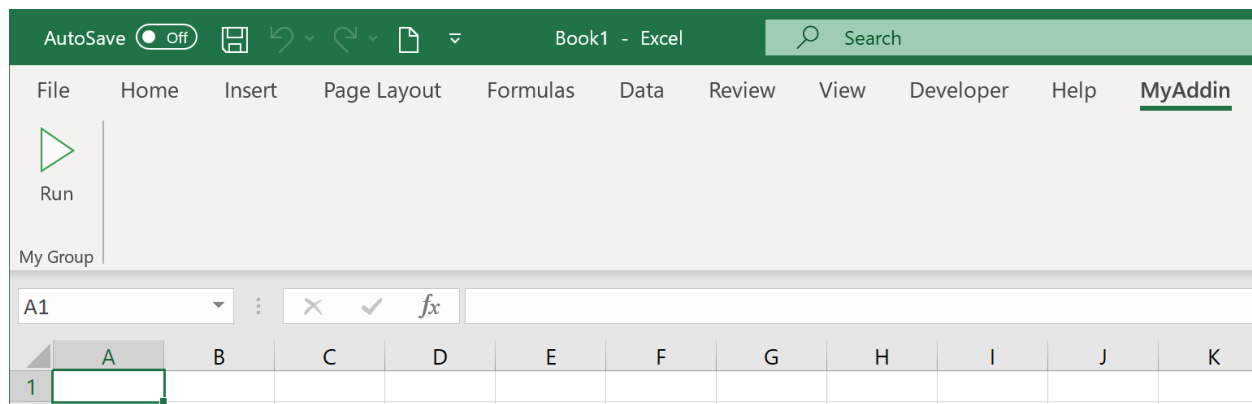 AutoSave Off Book1 - Excel Search
File Home Insert Page Layout Formulas Data Review View Developer Help MyAddin
Run
My Group
A1 fx
A B C D E F G H I J K
1